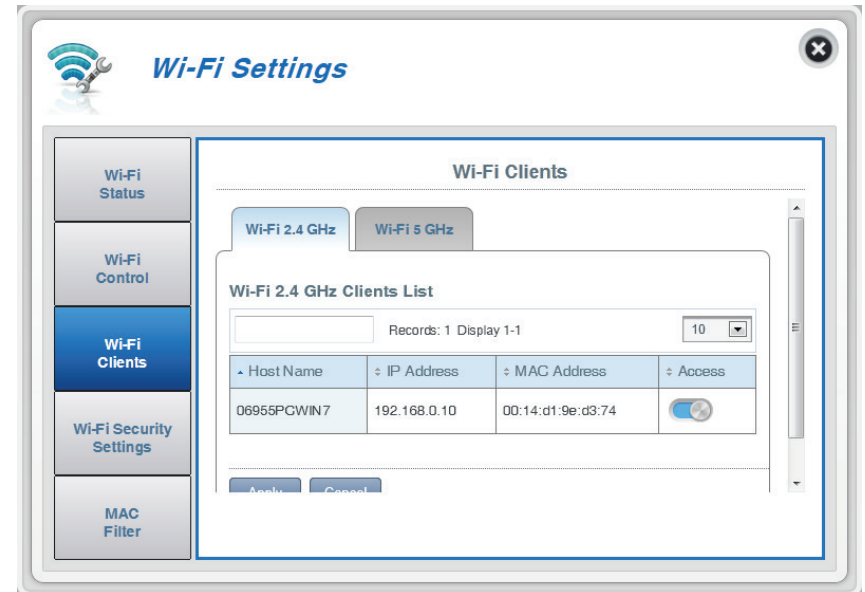 Wi-Fi Settings
Wi-Fi
Status
Wi-Fi
Control
Wi-Fi
Clients
Wi-Fi Security
Settings
MAC
Filter
Wi-Fi Clients
Wi-Fi 2.4 GHz Wi-Fi 5 GHz
Wi-Fi 2.4 GHz Clients List
Records: 1 Display 1-1 10
Host Name IP Address MAC Address Access
06955PCWIN7 192.168.0.10 00:14:d1:9e:d3:74
Apply Cancel